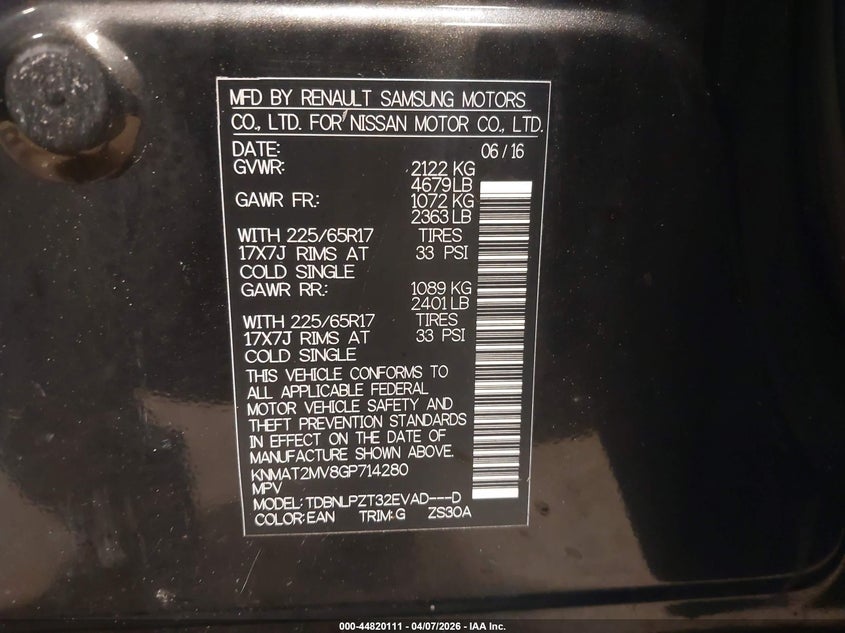 MFD BY RENAULT SAMSUNG MOTORS
CO., LTD. FOR NISSAN MOTOR CO., LTD.
DATE: 06 / 16
GVWR: 2122 KG
4679 LB
GAWR FR: 1072 KG
2363 LB
WITH 225/65R17 TIRES
17X7J RIMS AT 33 PSI
COLD SINGLE
GAWR RR: 1089 KG
2401 LB
WITH 225/65R17 TIRES
17X7J RIMS AT 33 PSI
COLD SINGLE
THIS VEHICLE CONFORMS TO
ALL APPLICABLE FEDERAL
MOTOR VEHICLE SAFETY AND
THEFT PREVENTION STANDARDS
IN EFFECT ON THE DATE OF
MANUFACTURE SHOWN ABOVE.
KNMAT2MV8GP714280
MPV
MODEL: TDBNLPZT32EVAD---D
COLOR: EAN TRIM: G ZS30A
000-44820111 - 04/07/2026 - IAA Inc.